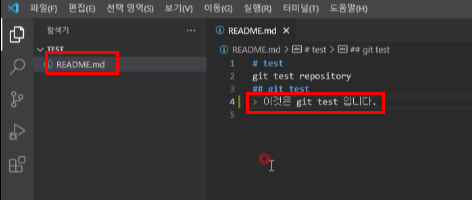 파일(F) 편집(E) 선택 영역(S) 보기(V) 이동(G) 실행(R) 터미널(T) 도움말(H)
탐색기
README.md
TEST
README.md
README.md > # test > ## git test
1 # test
2 git test repository
3 ## git test
4 > 이것은 git test 입니다.
5